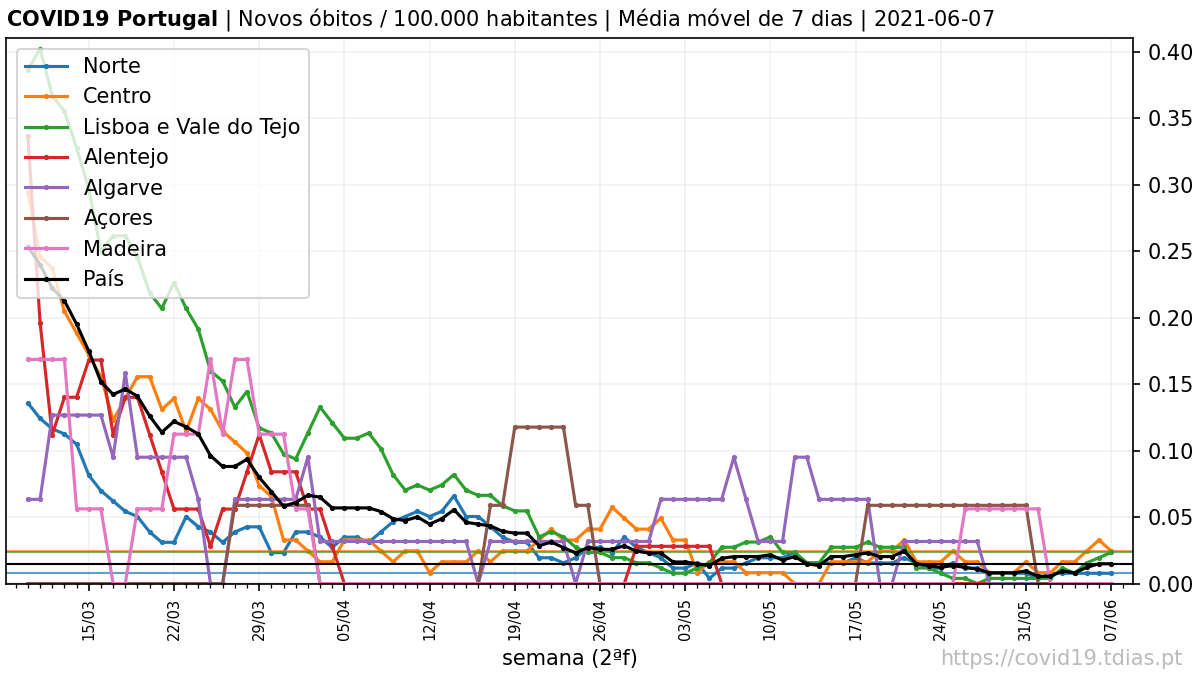 COVID19 Portugal | Novos óbitos / 100.000 habitantes | Média móvel de 7 dias | 2021-06-07
Norte
Centro
Lisboa e Vale do Tejo
Alentejo
Algarve
Açores
Madeira
País
0.40
0.35
0.30
0.25
0.20
0.15
0.10
0.05
0.00
15/03
22/03
29/03
05/04
12/04
19/04
26/04
03/05
10/05
17/05
24/05
31/05
07/06
semana (2ªf)
https://covid19.tdias.pt